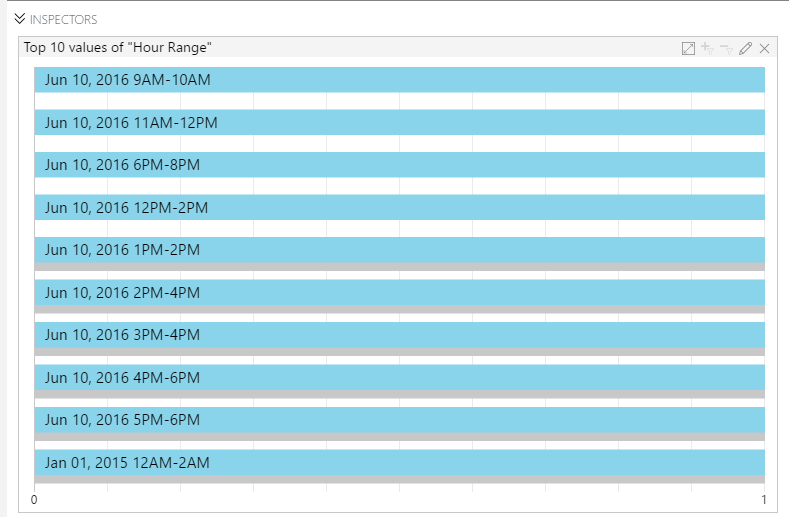 INSPECTORS
Top 10 values of "Hour Range"
Jun 10, 2016 9AM-10AM
Jun 10, 2016 11AM-12PM
Jun 10, 2016 6PM-8PM
Jun 10, 2016 12PM-2PM
Jun 10, 2016 1PM-2PM
Jun 10, 2016 2PM-4PM
Jun 10, 2016 3PM-4PM
Jun 10, 2016 4PM-6PM
Jun 10, 2016 5PM-6PM
Jan 01, 2015 12AM-2AM
0 1